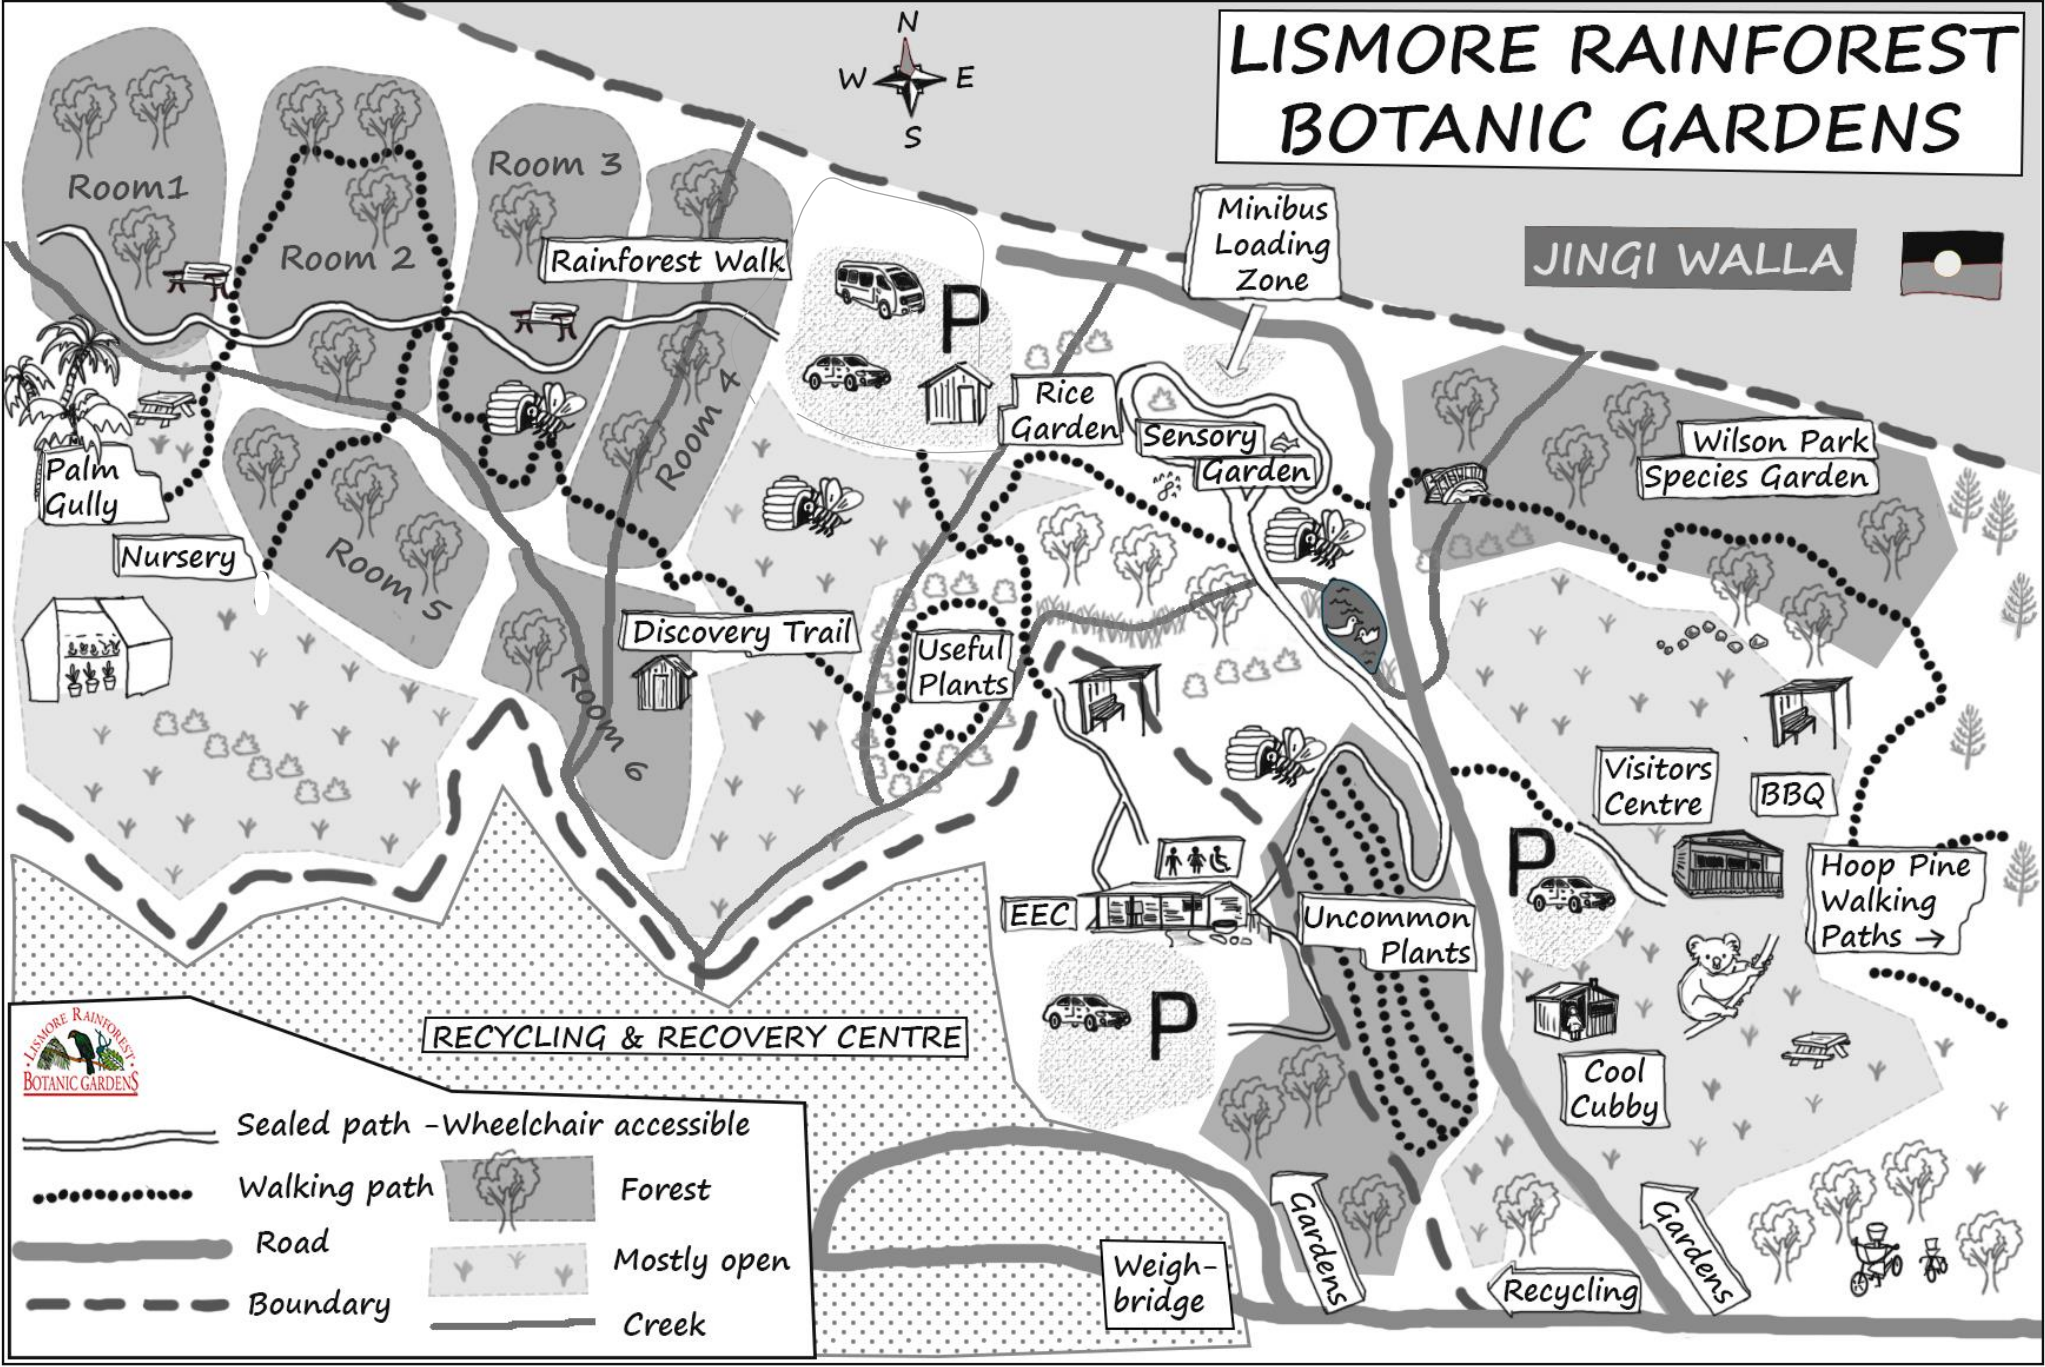 N
W E
S
LISMORE RAINFOREST
BOTANIC GARDENS
JINGI WALLA
Minibus
Loading
Zone
Room1
Room 2
Room 3
Rainforest Walk
Room 4
P
Rice
Garden
Sensory
Garden
Wilson Park
Species Garden
Palm
Gully
Nursery
Room 5
Discovery Trail
Room 6
Useful
Plants
Visitors
Centre
BBQ
P
Hoop Pine
Walking
Paths →
EEC
Uncommon
Plants
P
Cool
Cubby
RECYCLING & RECOVERY CENTRE
LISMORE RAINFOREST
BOTANIC GARDENS
Sealed path -Wheelchair accessible
Walking path
Forest
Road
Mostly open
Boundary
Creek
Weigh-
bridge
Gardens
Recycling
Gardens